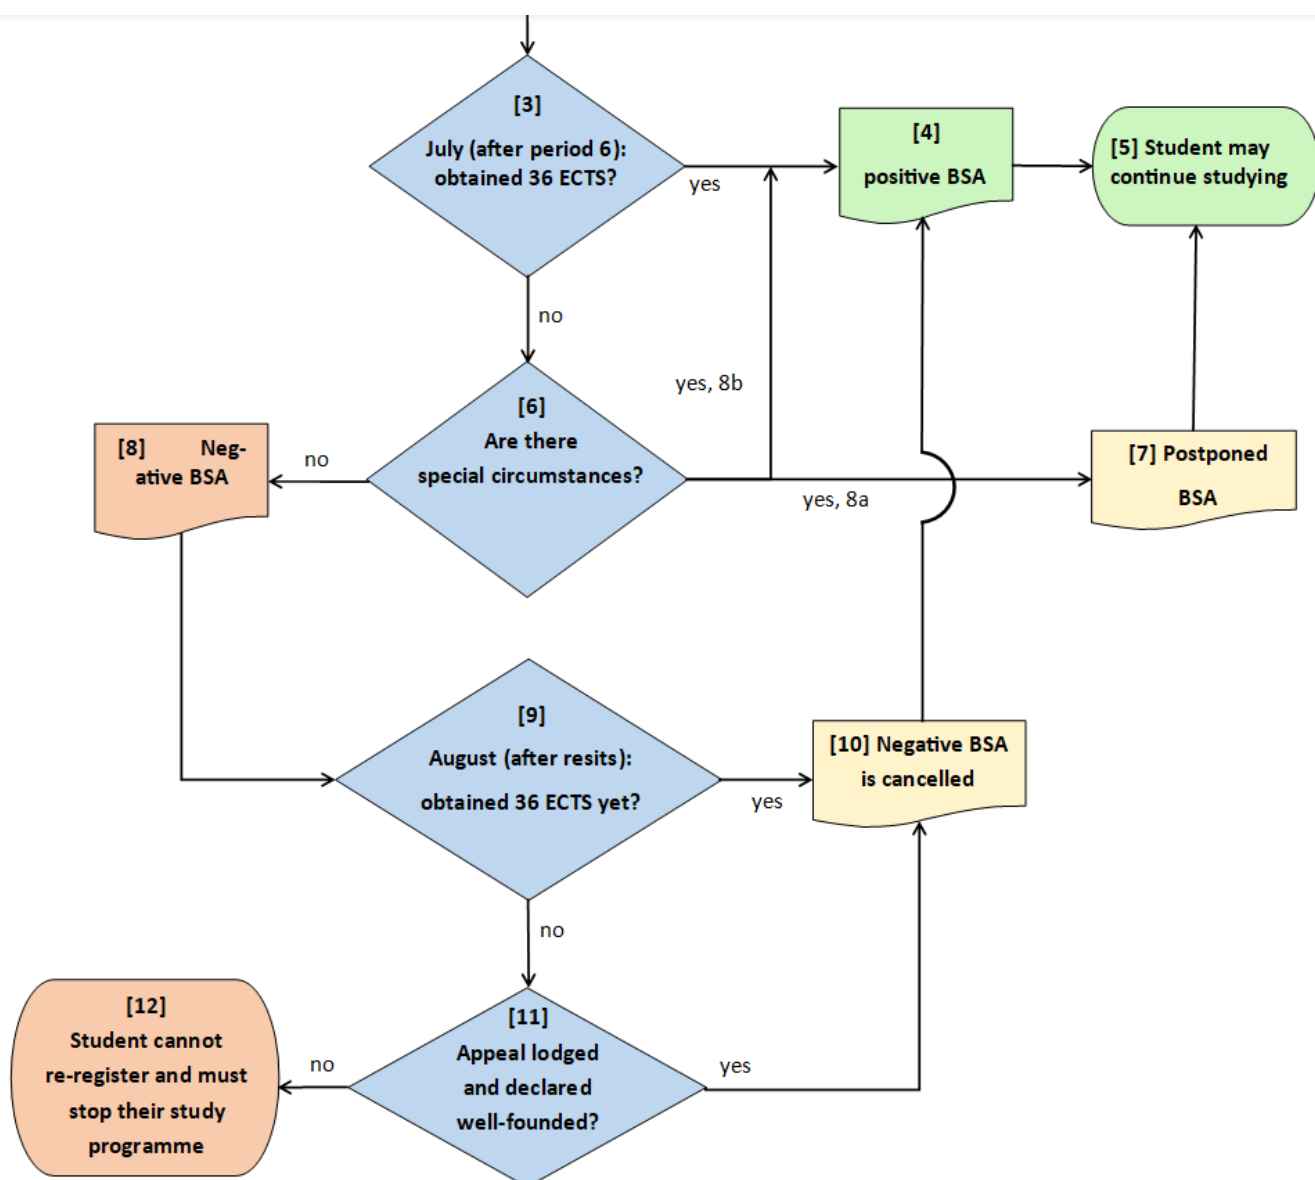 [3]
July (after period 6):
obtained 36 ECTS?
yes
[4]
positive BSA
[5] Student may
continue studying
no
yes, 8b
[6]
Are there
special circumstances?
no
[8] Neg-
ative BSA
yes, 8a
[7] Postponed
BSA
[9]
August (after resits):
obtained 36 ECTS yet?
yes
[10] Negative BSA
is cancelled
no
[11]
Appeal lodged
and declared
well-founded?
yes
no
[12]
Student cannot
re-register and must
stop their study
programme